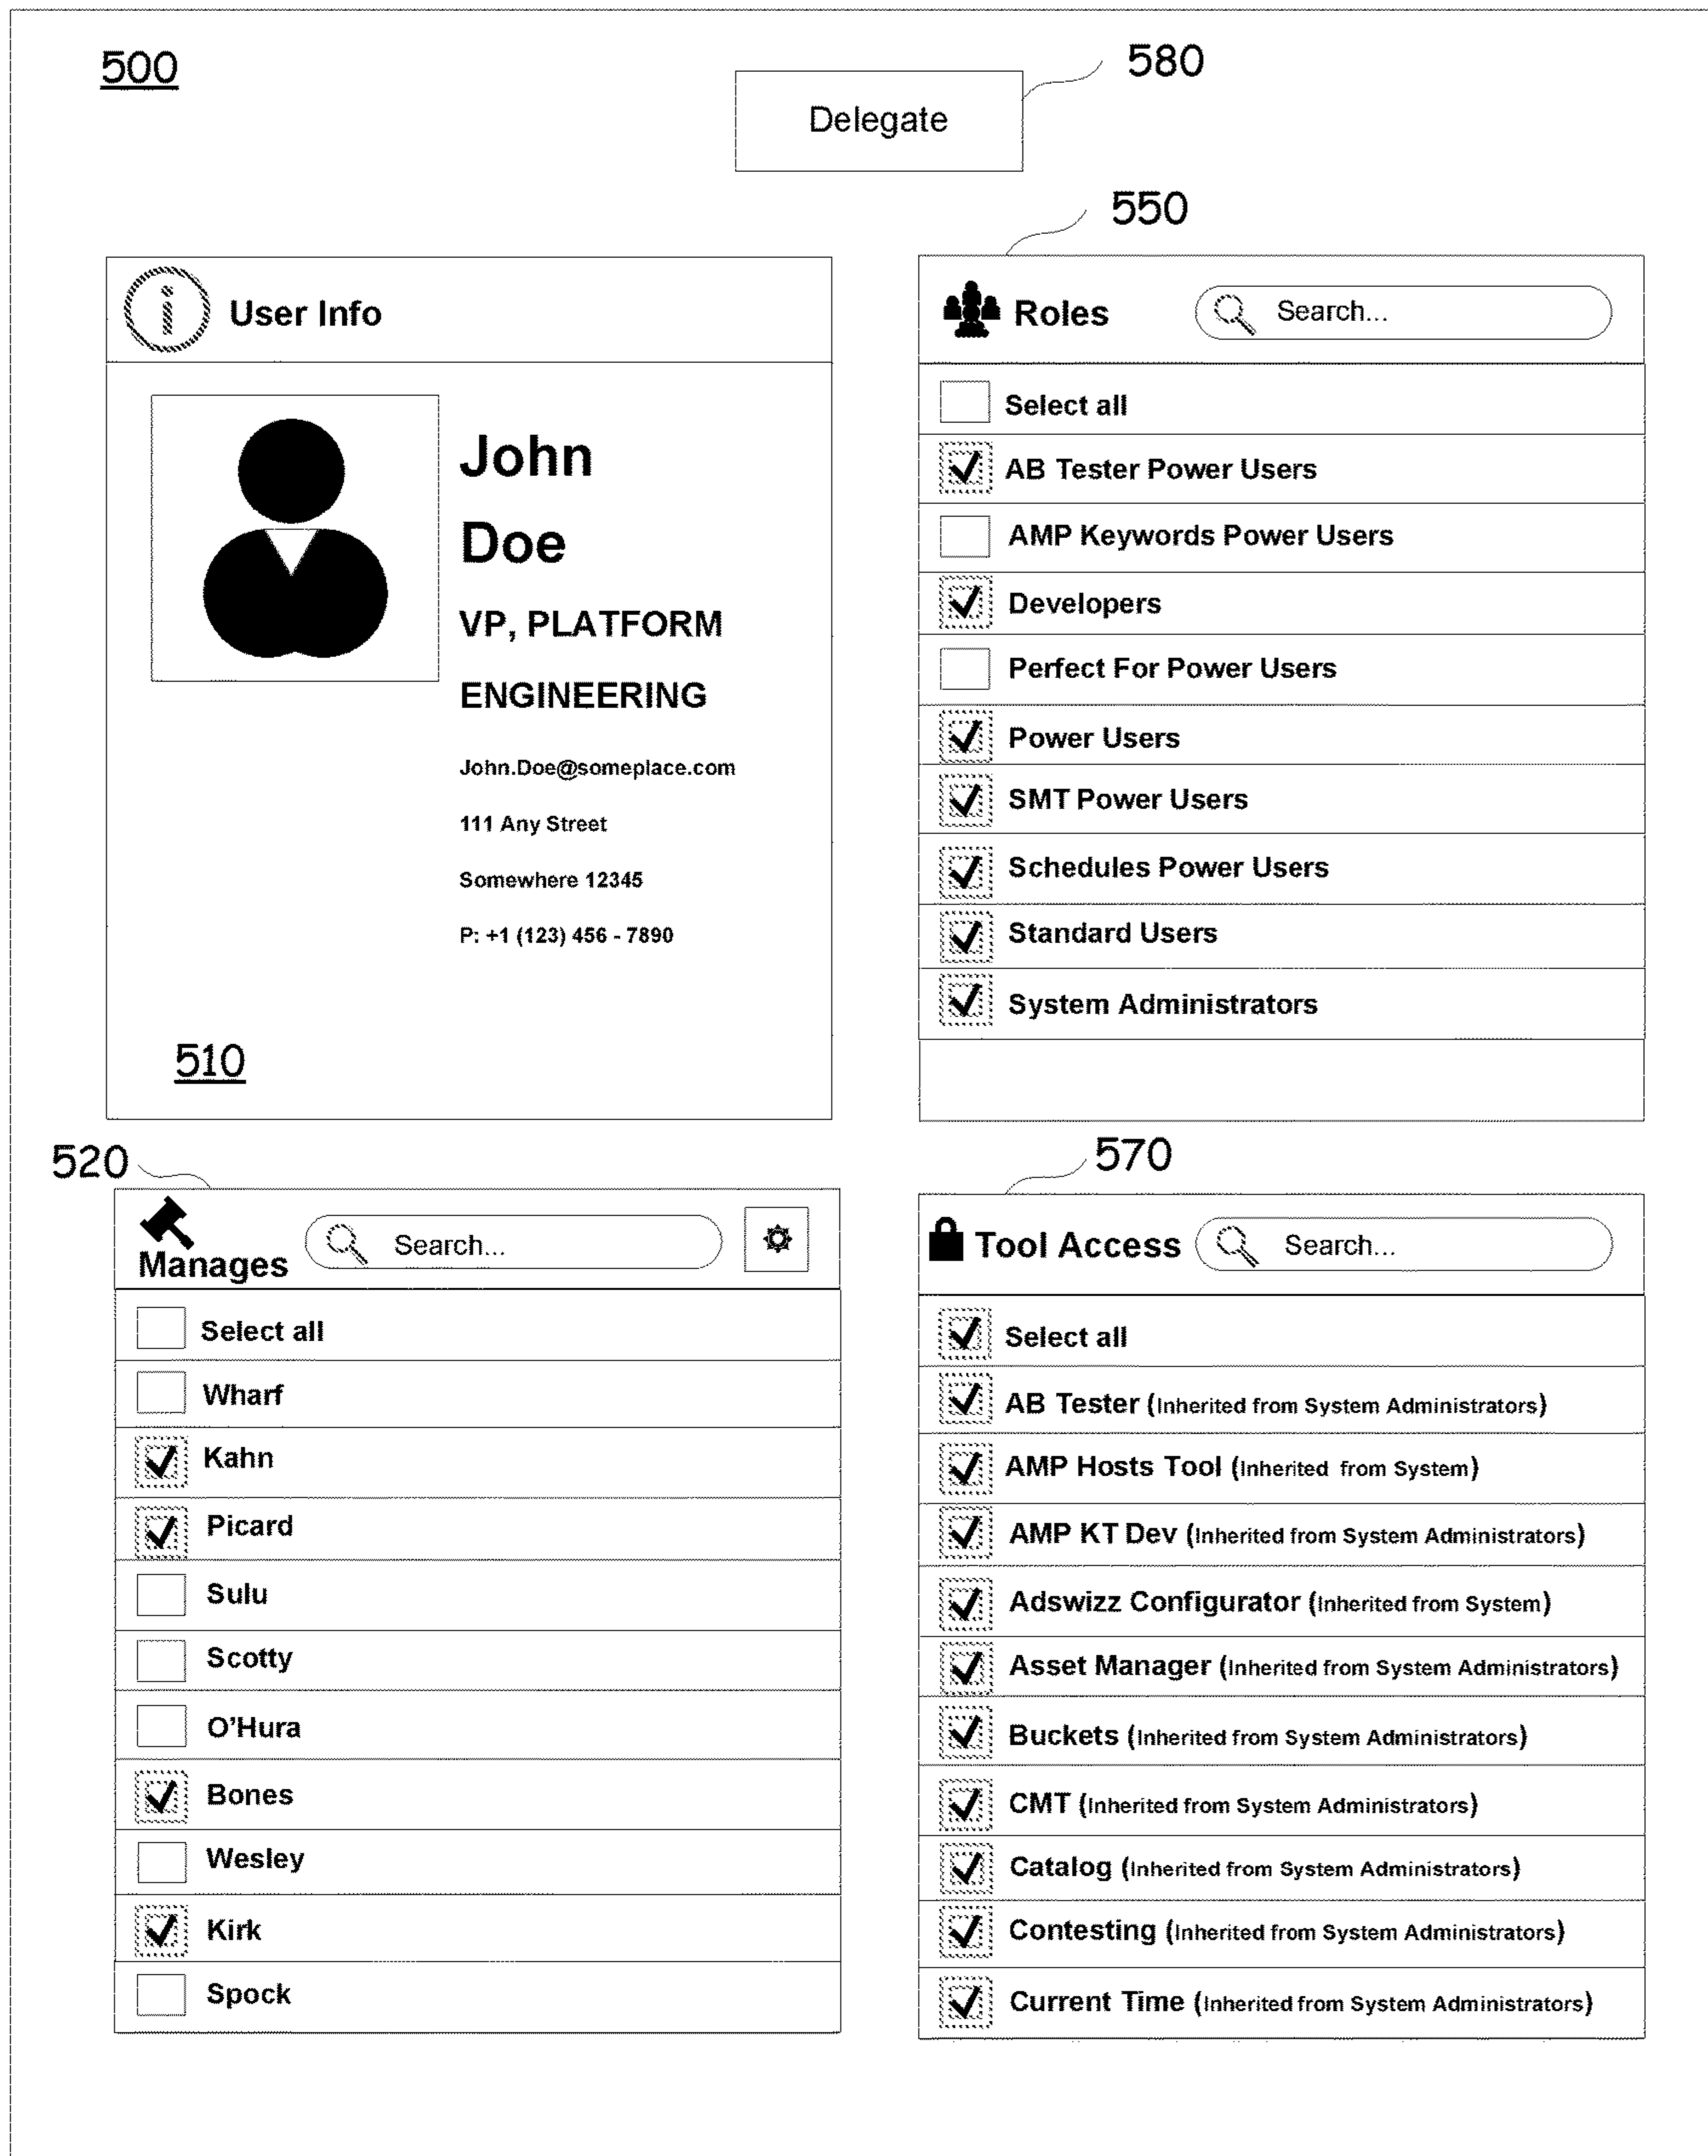 500
580
Delegate
550
User Info
John
Doe
VP, PLATFORM
ENGINEERING
John.Doe@someplace.com
111 Any Street
Somewhere 12345
P: +1 (123) 456 - 7890
510
Roles
Search...
Select all
AB Tester Power Users
AMP Keywords Power Users
Developers
Perfect For Power Users
Power Users
SMT Power Users
Schedules Power Users
Standard Users
System Administrators
520
Manages
Search...
Select all
Wharf
Kahn
Picard
Sulu
Scotty
O'Hura
Bones
Wesley
Kirk
Spock
570
Tool Access
Search...
Select all
AB Tester (Inherited from System Administrators)
AMP Hosts Tool (Inherited from System)
AMP KT Dev (Inherited from System Administrators)
Adswizz Configurator (Inherited from System)
Asset Manager (Inherited from System Administrators)
Buckets (Inherited from System Administrators)
CMT (Inherited from System Administrators)
Catalog (Inherited from System Administrators)
Contesting (Inherited from System Administrators)
Current Time (Inherited from System Administrators)